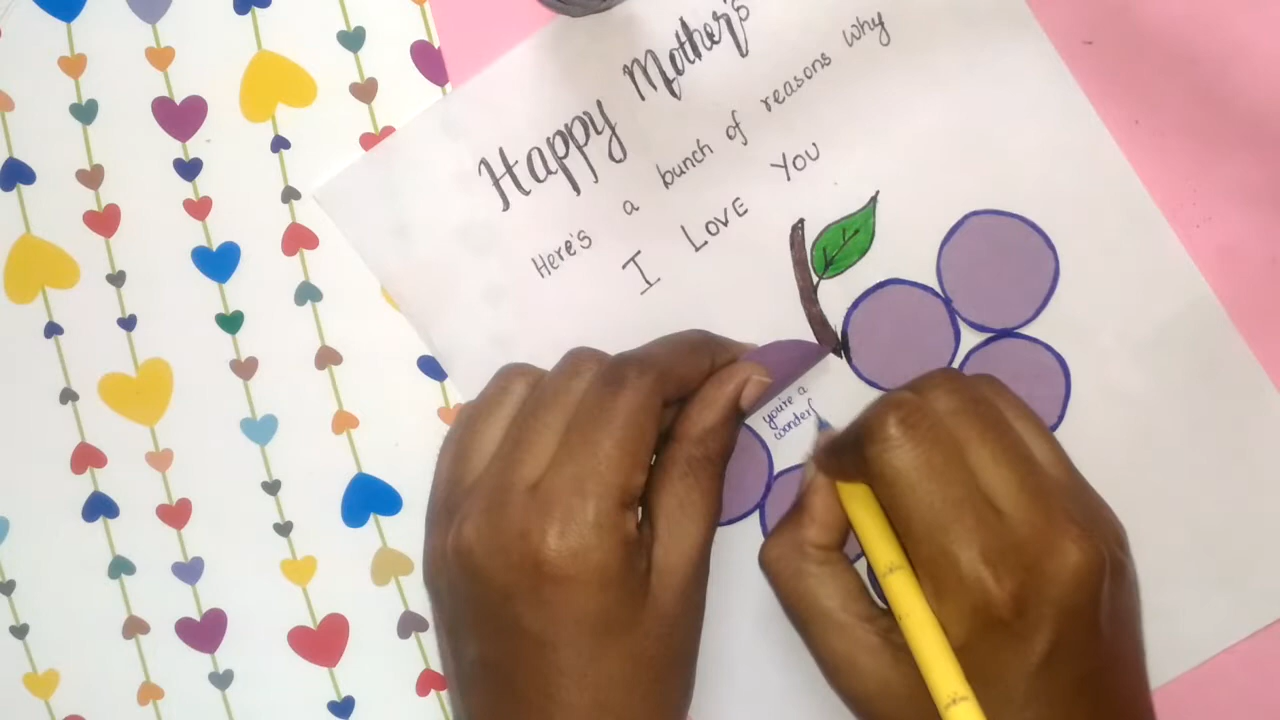 Happy Mother's
Here's a bunch of reasons why
I LOVE YOU
you're a
wonderf